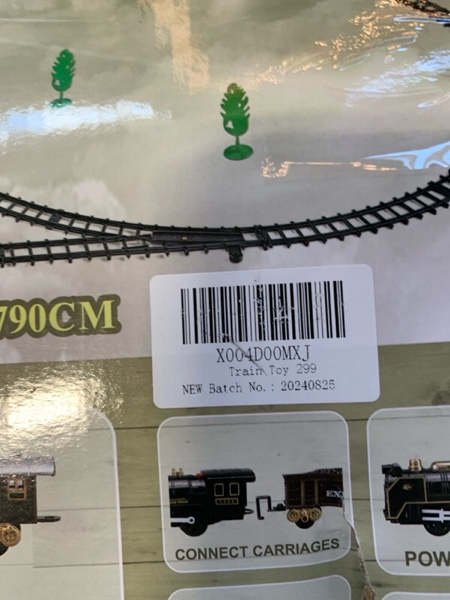 790CM
X004D00MXJ
Train Toy 299
NEW Batch No.: 20240825
CONNECT CARRIAGES
POW